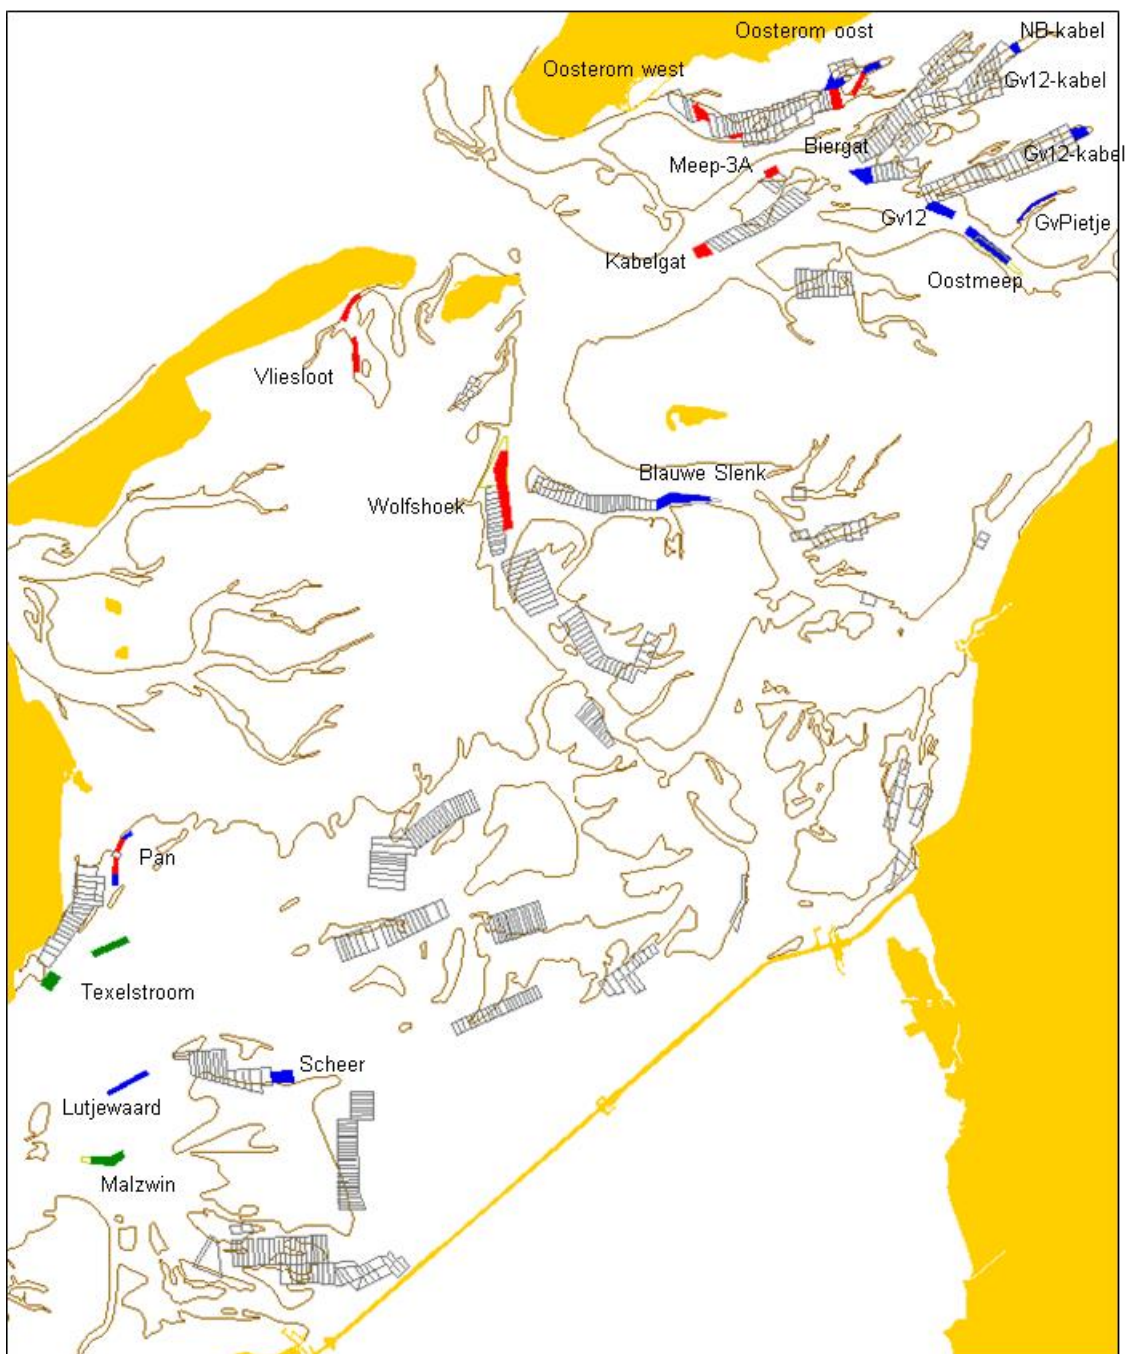 Oosterom oost
NB-kabel
Oosterom west
Gv12-kabel
Biergat
Gv12-kabel
Meep-3A
Gv12
GvPietje
Kabelgat
Oostmeep
Vliesloot
Blauwe Slenk
Wolfshoek
Pan
Texelstroom
Scheer
Lutjewaard
Malzwin